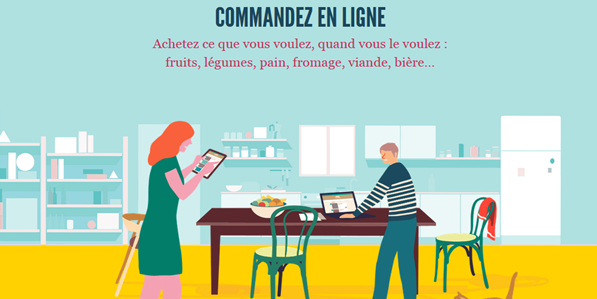 COMMANDEZ EN LIGNE
Achetez ce que vous voulez, quand vous le voulez :
fruits, légumes, pain, fromage, viande, bière...